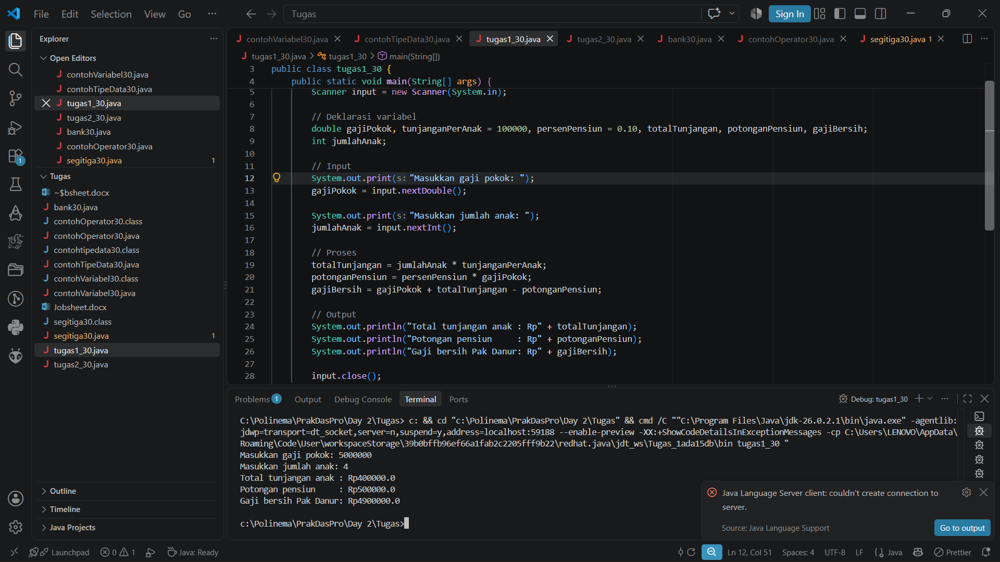 File Edit Selection View Go ··· Tugas Sign In
Explorer ···
Open Editors
contohVariabel30.java
contohTipeData30.java
tugas1_30.java
tugas2_30.java
bank30.java
contohOperator30.java
segitiga30.java 1
Tugas
~$bsheet.docx
bank30.java
contohOperator30.class
contohOperator30.java
contohtipedata30.class
contohTipeData30.java
contohVariabel30.class
contohVariabel30.java
Jobsheet.docx
segitiga30.class
segitiga30.java 1
tugas1_30.java
tugas2_30.java
Outline
Timeline
Java Projects
contohVariabel30.java contohTipeData30.java tugas1_30.java tugas2_30.java bank30.java contohOperator30.java segitiga30.java 1 ···
tugas1_30.java > tugas1_30 > main(String[])
3 public class tugas1_30 {
4 public static void main(String[] args) {
5 Scanner input = new Scanner(System.in);
6
7 // Deklarasi variabel
8 double gajiPokok, tunjanganPerAnak = 100000, persenPensiun = 0.10, totalTunjangan, potonganPensiun, gajiBersih;
9 int jumlahAnak;
10
11 // Input
12 System.out.print(s: "Masukkan gaji pokok: ");
13 gajiPokok = input.nextDouble();
14
15 System.out.print(s: "Masukkan jumlah anak: ");
16 jumlahAnak = input.nextInt();
17
18 // Proses
19 totalTunjangan = jumlahAnak * tunjanganPerAnak;
20 potonganPensiun = persenPensiun * gajiPokok;
21 gajiBersih = gajiPokok + totalTunjangan - potonganPensiun;
22
23 // Output
24 System.out.println("Total tunjangan anak : Rp" + totalTunjangan);
25 System.out.println("Potongan pensiun     : Rp" + potonganPensiun);
26 System.out.println("Gaji bersih Pak Danur: Rp" + gajiBersih);
27
28 input.close();
Problems 1 Output Debug Console Terminal Ports Debug: tugas1_30 ···
C:\Polinema\PrakDasPro\Day 2\Tugas> c: && cd "c:\Polinema\PrakDasPro\Day 2\Tugas" && cmd /C ""C:\Program Files\Java\jdk-26.0.2.1\bin\java.exe" -agentlib:
jdwp=transport=dt_socket,server=n,suspend=y,address=localhost:59188 --enable-preview -XX:+ShowCodeDetailsInExceptionMessages -cp C:\Users\LENOVO\AppData\
Roaming\Code\User\workspaceStorage\39b0bffb96ef66a1fab2c2205fff9b22\redhat.java\jdt_ws\Tugas_1ada15db\bin tugas1_30 "
Masukkan gaji pokok: 5000000
Masukkan jumlah anak: 4
Total tunjangan anak : Rp400000.0
Potongan pensiun     : Rp500000.0
Gaji bersih Pak Danur: Rp4900000.0
c:\Polinema\PrakDasPro\Day 2\Tugas>
Java Language Server client: couldn't create connection to
server.
Source: Java Language Support Go to output
Launchpad 0 1 Java: Ready Ln 12, Col 51 Spaces: 4 UTF-8 LF {} Java Prettier
1